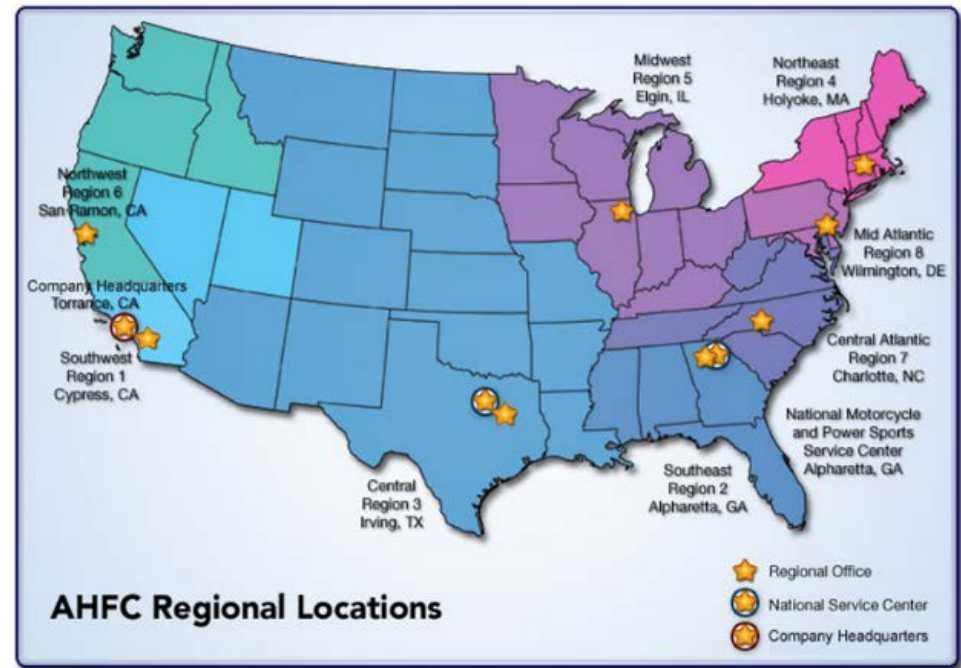 Midwest
Region 5
Elgin, IL
Northeast
Region 4
Holyoke, MA
Northwest
Region 6
San Ramon, CA
Company Headquarters
Torrance, CA
Southwest
Region 1
Cypress, CA
Mid Atlantic
Region 8
Wilmington, DE
Central Atlantic
Region 7
Charlotte, NC
National Motorcycle
and Power Sports
Service Center
Alpharetta, GA
Southeast
Region 2
Alpharetta, GA
Central
Region 3
Irving, TX
AHFC Regional Locations
Regional Office
National Service Center
Company Headquarters